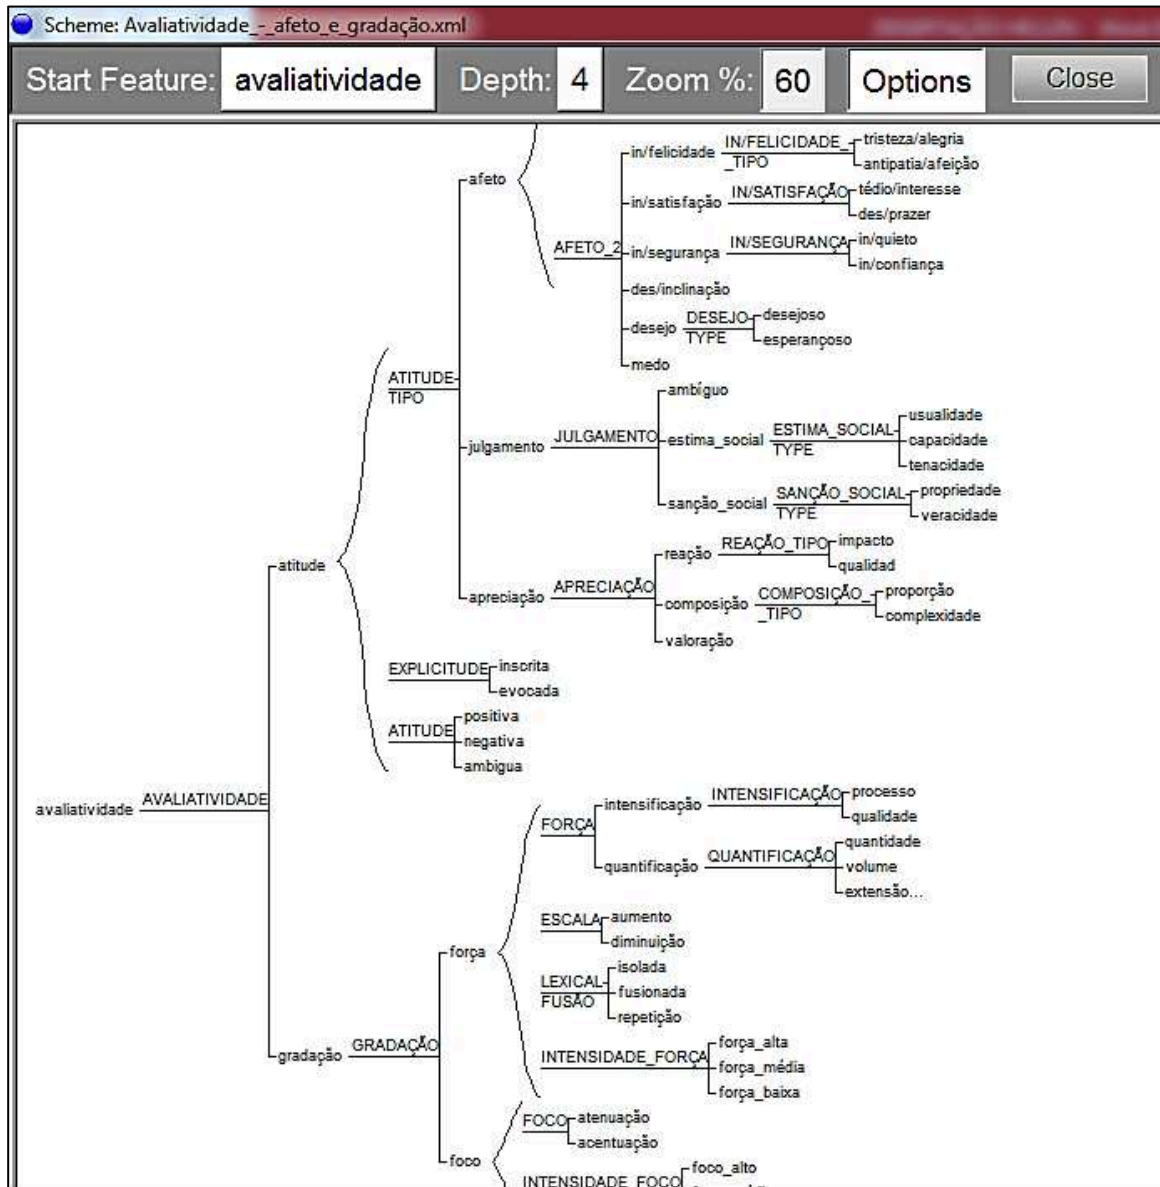 Scheme: Avaliatividade_-_afeto_e_gradação.xml
Start Feature: avaliatividade Depth: 4 Zoom %: 60 Options Close
afeto
AFETO_2
in/felicidade IN/FELICIDADE_
_TIPO
tristeza/alegria
antipatia/afeição
in/satisfação IN/SATISFAÇÃO
tédio/interesse
des/prazer
in/segurança IN/SEGURANÇA
in/quieto
in/confiança
des/inclinação
desejo DESEJO
TYPE
desejoso
esperançoso
medo
ATITUDE-
TIPO
julgamento JULGAMENTO
ambíguo
estima_social ESTIMA_SOCIAL-
TYPE
usualidade
capacidade
tenacidade
sanção_social SANÇÃO_SOCIAL-
TYPE
propriedade
veracidade
atitude
apreciação APRECIAÇÃO
reação REAÇÃO_TIPO
impacto
qualidad
composição COMPOSIÇÃO_
_TIPO
proporção
complexidade
valoração
EXPLICITUDE
inscrita
evocada
ATITUDE
positiva
negativa
ambigua
avaliatividade AVALIATIVIDADE
gradação GRADAÇÃO
força
FORÇA
intensificação INTENSIFICAÇÃO
processo
qualidade
quantificação QUANTIFICAÇÃO
quantidade
volume
extensão...
ESCALA
aumento
diminuição
LEXICAL-
FUSÃO
isolada
fusionada
repetição
INTENSIDADE_FORÇA
força_alta
força_média
força_baixa
foco
FOCO
atenuação
acentuação
INTENSIDADE_FOCO
foco_alto